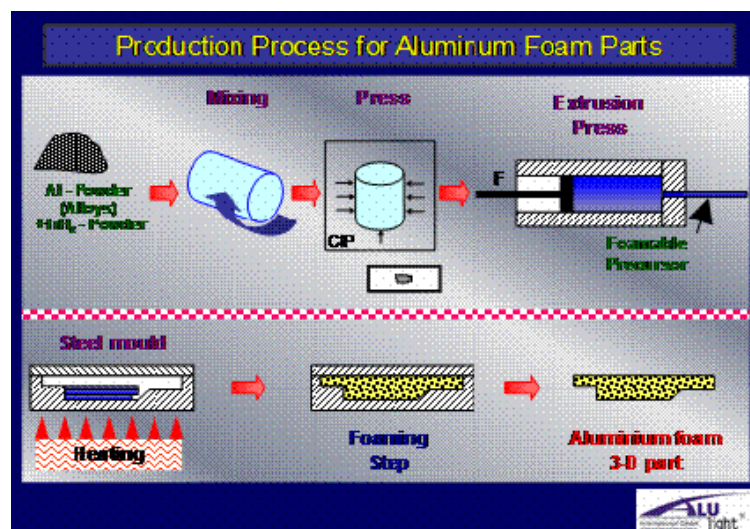 Production Process for Aluminum Foam Parts
Mixing
Press
Extrusion
Press
Al - Powder
(Alloys)
- Powder
CIP
F
Foamable
Precursor
Steel mould
Heating
Foaming
Step
Aluminium foam
3-D part
ALU
light